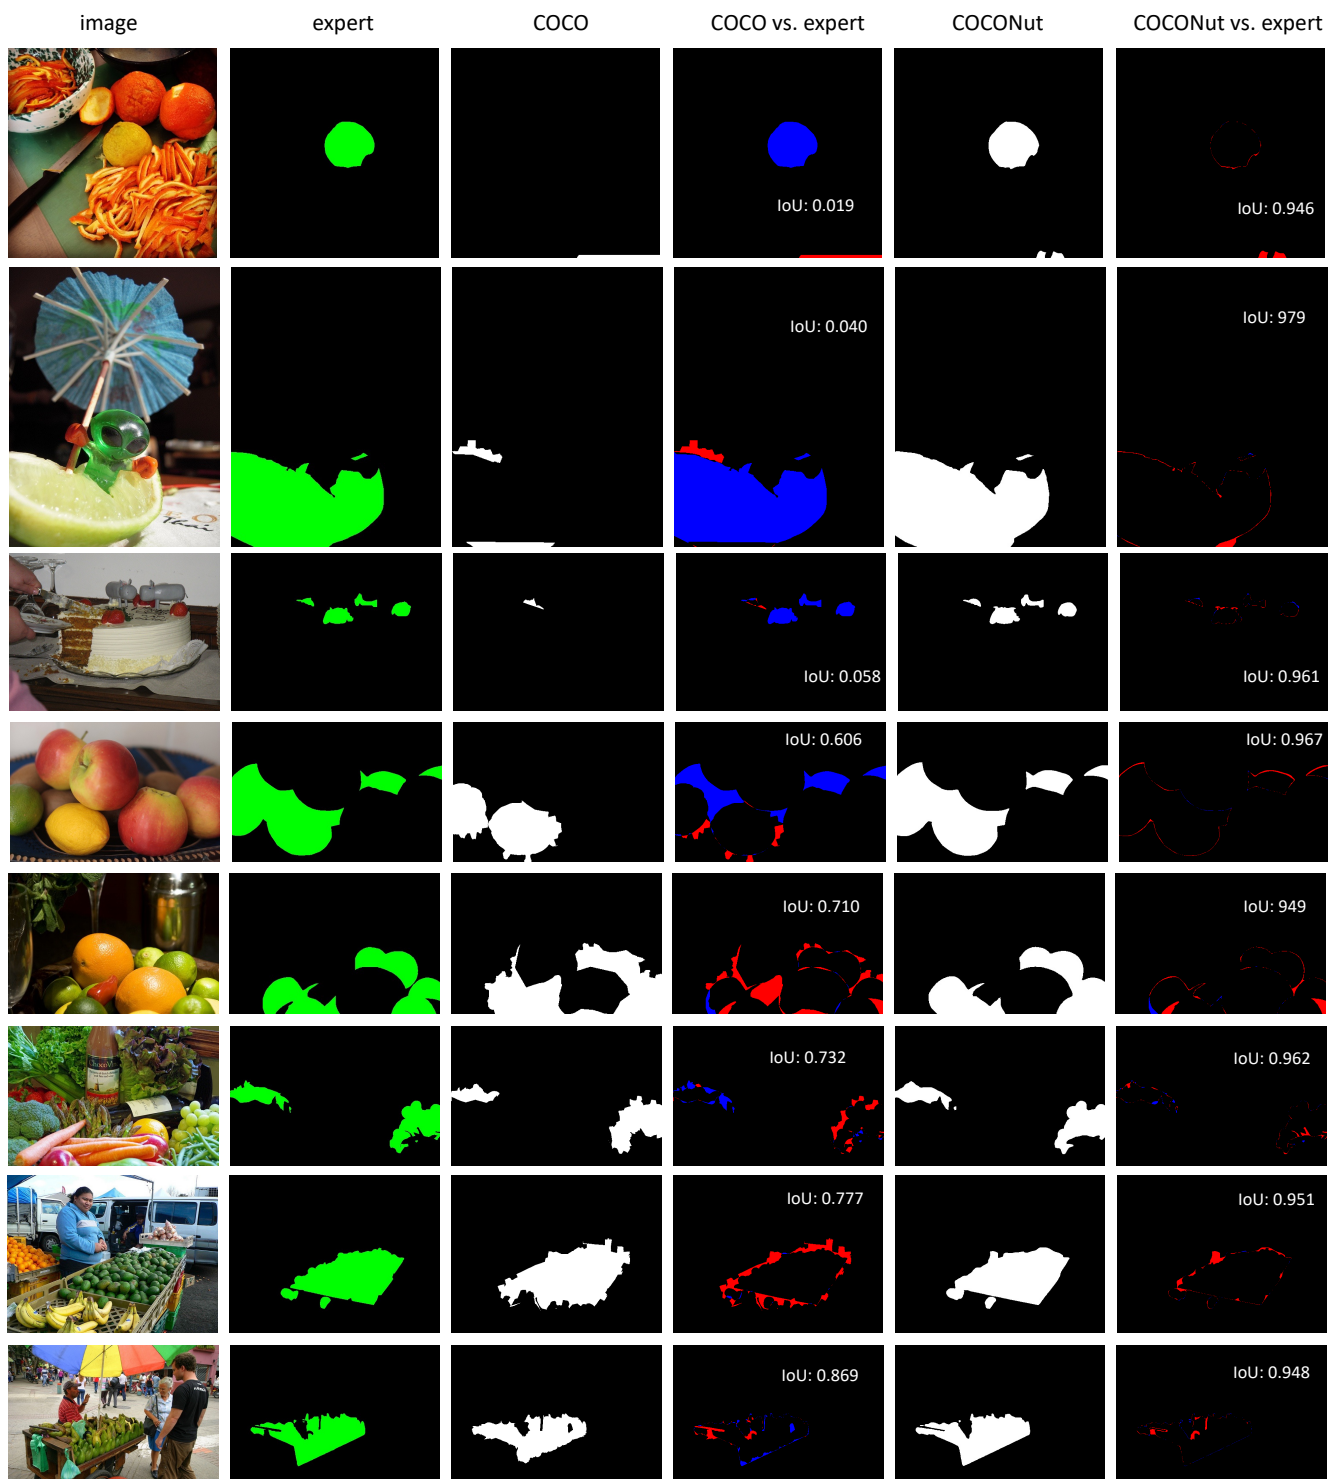 image expert COCO COCO vs. expert COCONut COCONut vs. expert
IoU: 0.019 IoU: 0.946
IoU: 0.040 IoU: 979
Thai
IoU: 0.058 IoU: 0.961
IoU: 0.606 IoU: 0.967
IoU: 0.710 IoU: 949
IoU: 0.732 IoU: 0.962
IoU: 0.777 IoU: 0.951
IoU: 0.869 IoU: 0.948